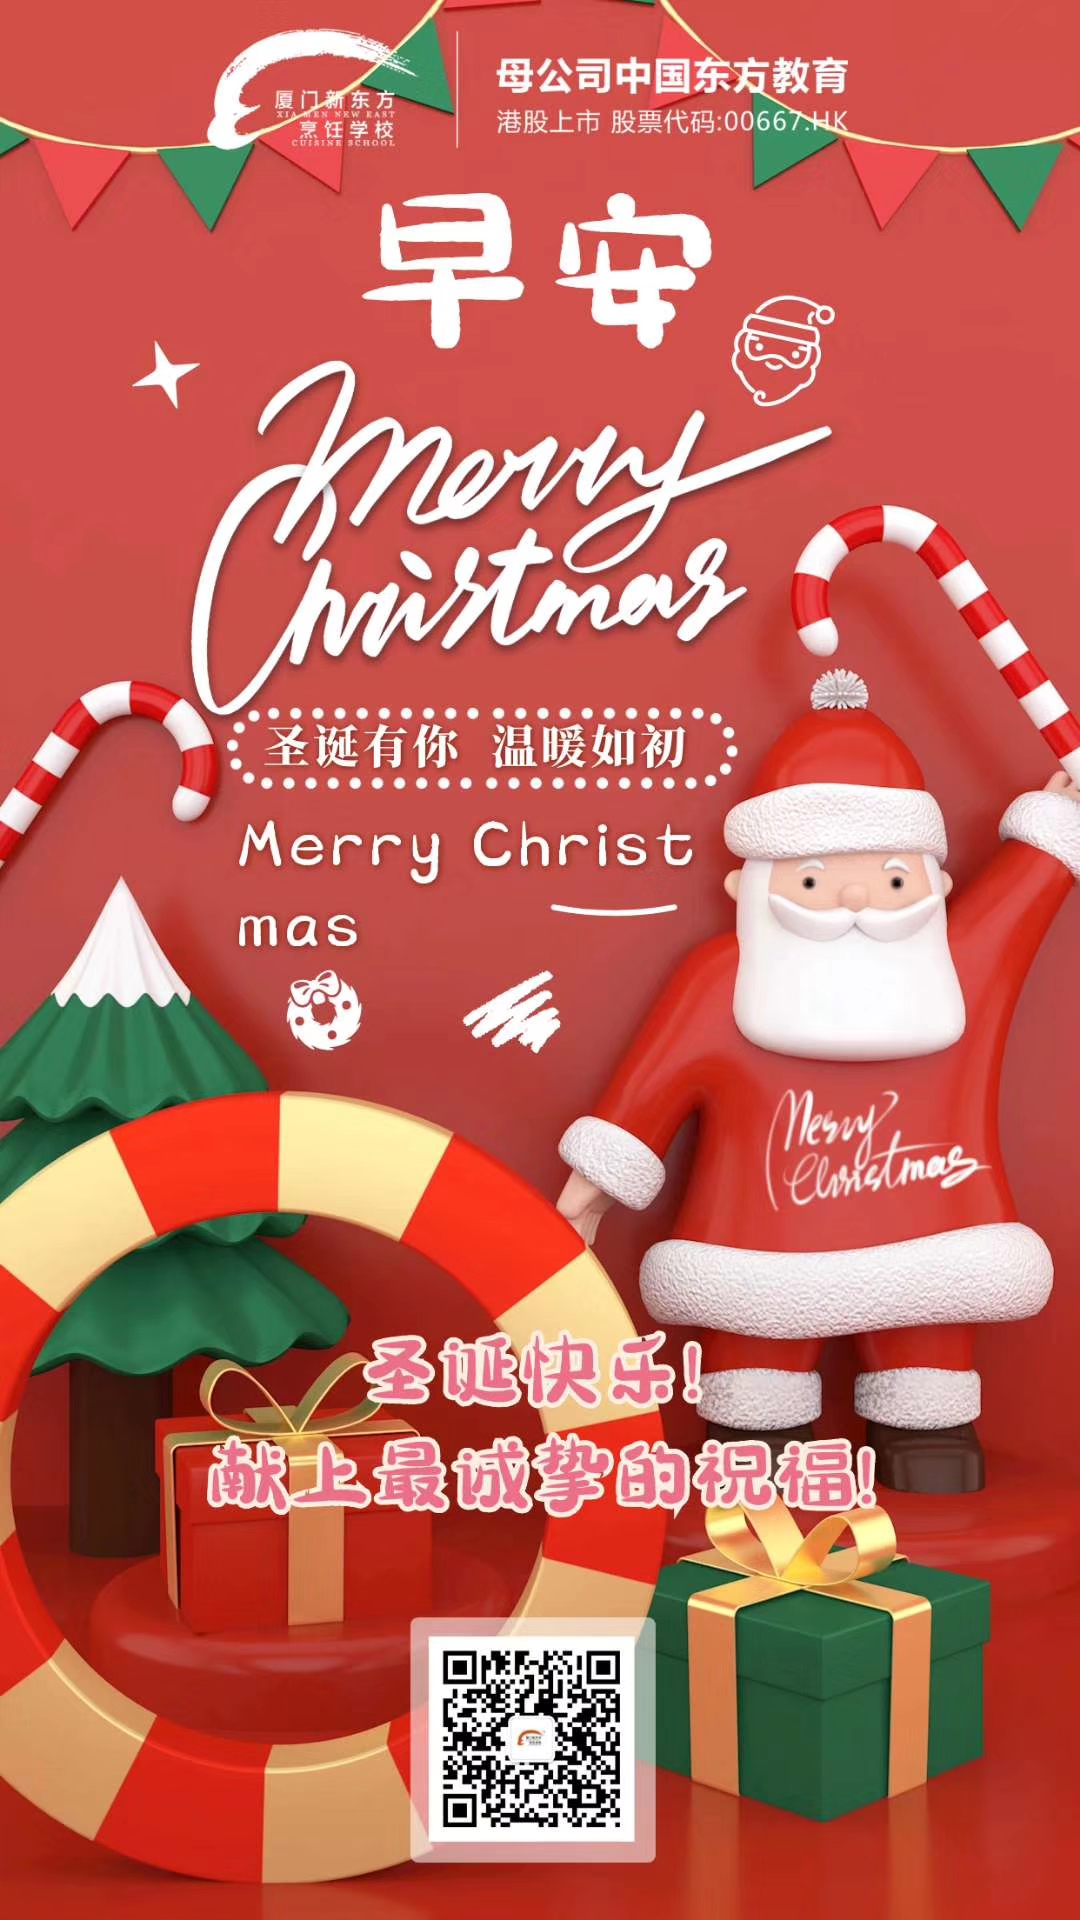 厦门新东方
XIA MEN NEW EAST
烹饪学校
CUISINE SCHOOL
母公司中国东方教育
港股上市 股票代码:00667.HK
早安
Merry
Christmas
圣诞有你 温暖如初
Merry Christ
mas
Merry
Christmas
圣诞快乐!
献上最诚挚的祝福!